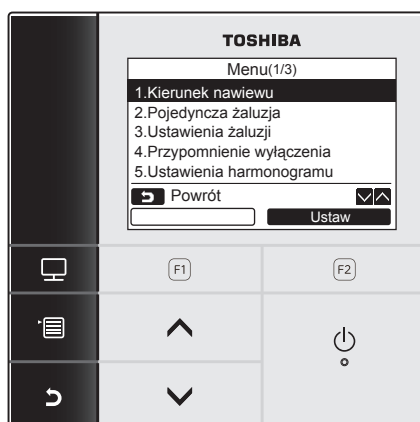 TOSHIBA
Menu(1/3)
1.Kierunek nawiewu
2.Pojedyncza żaluzja
3.Ustawienia żaluzji
4.Przypomnienie wyłączenia
5.Ustawienia harmonogramu
Powrót
Ustaw
F1 F2